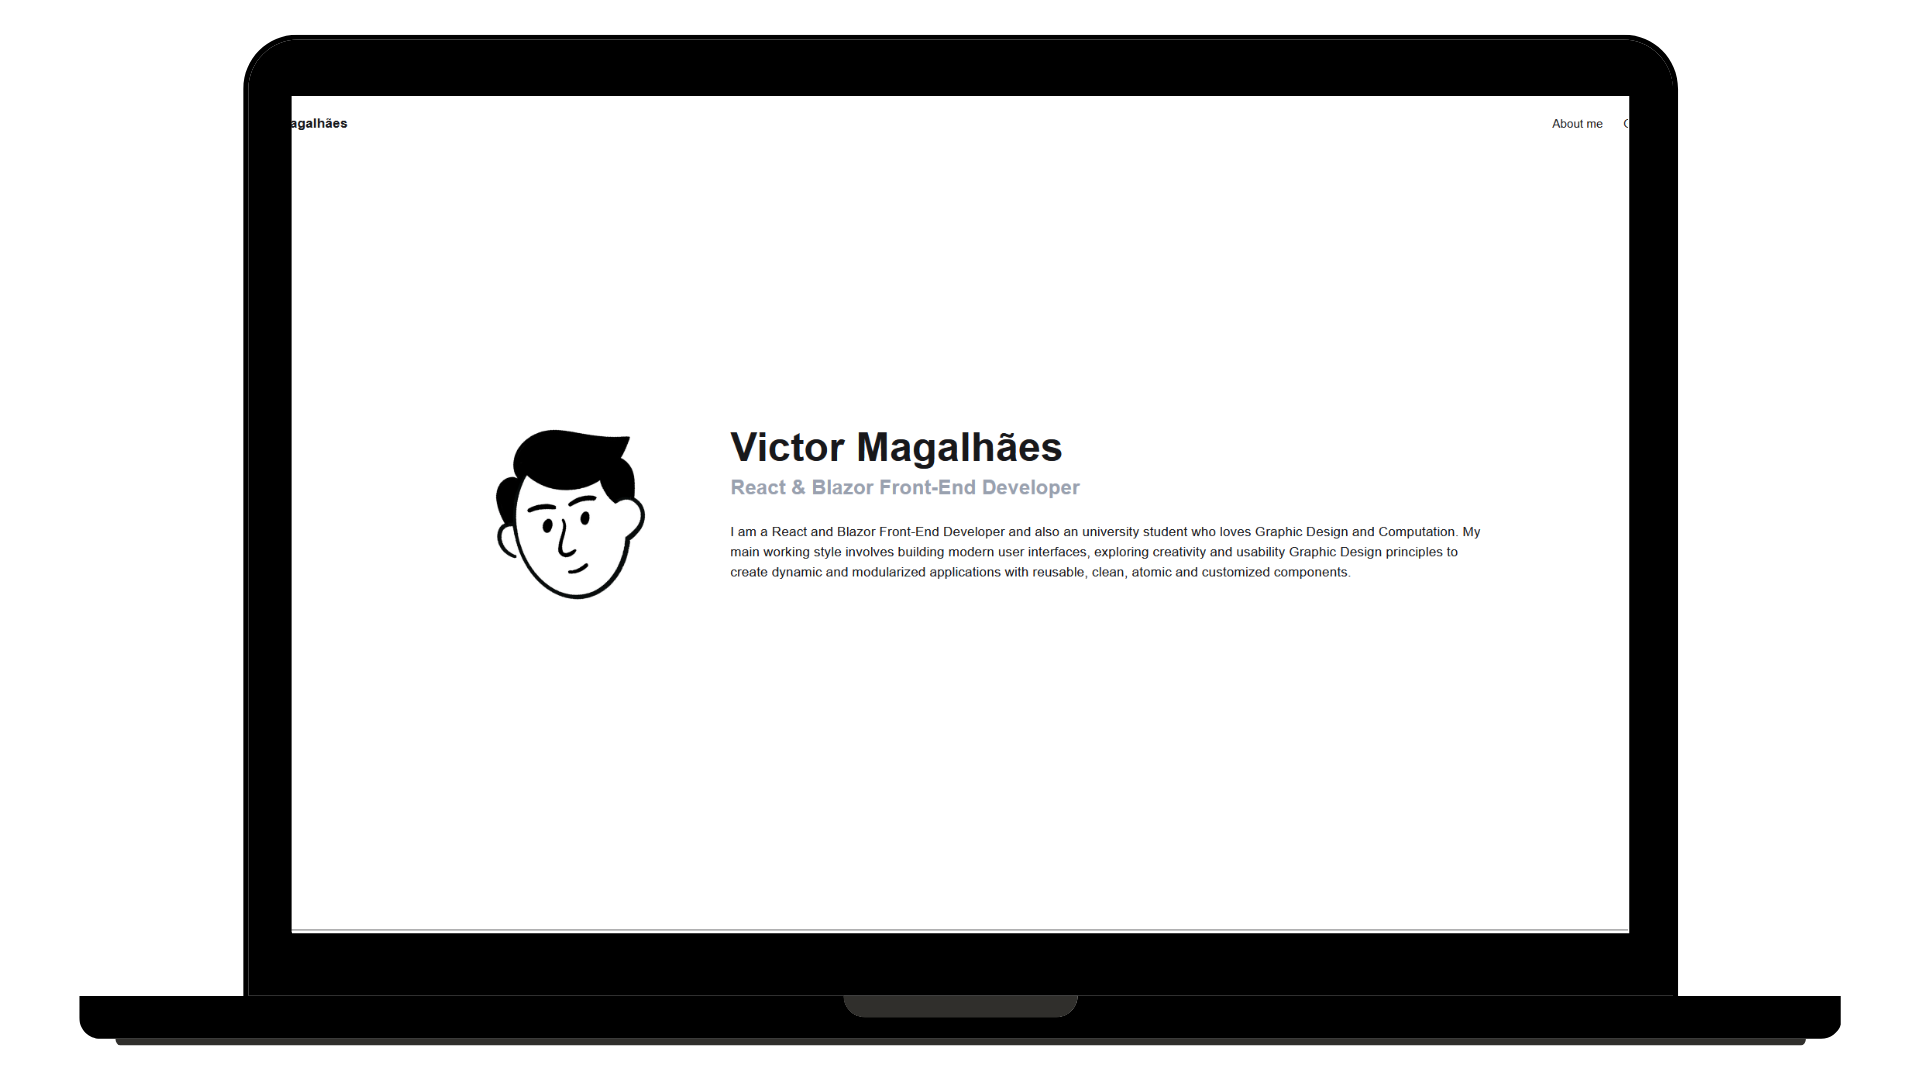 agalhães
About me
Victor Magalhães
React & Blazor Front-End Developer
I am a React and Blazor Front-End Developer and also an university student who loves Graphic Design and Computation. My
main working style involves building modern user interfaces, exploring creativity and usability Graphic Design principles to
create dynamic and modularized applications with reusable, clean, atomic and customized components.